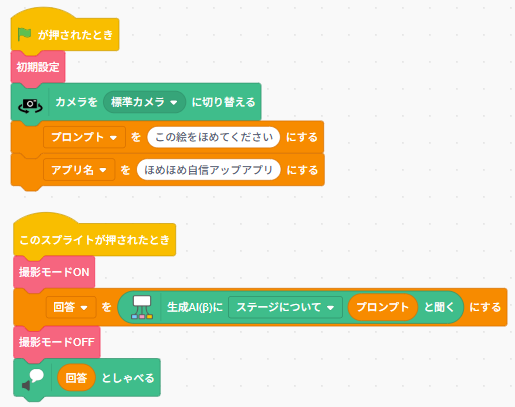 が押されたとき
初期設定
カメラを 標準カメラ に切り替える
プロンプト を この絵をほめてください にする
アプリ名 を ほめほめ自信アップアプリ にする
このスプライトが押されたとき
撮影モードON
回答 を 生成AI(β)に ステージについて プロンプト と聞く にする
撮影モードOFF
回答 としゃべる